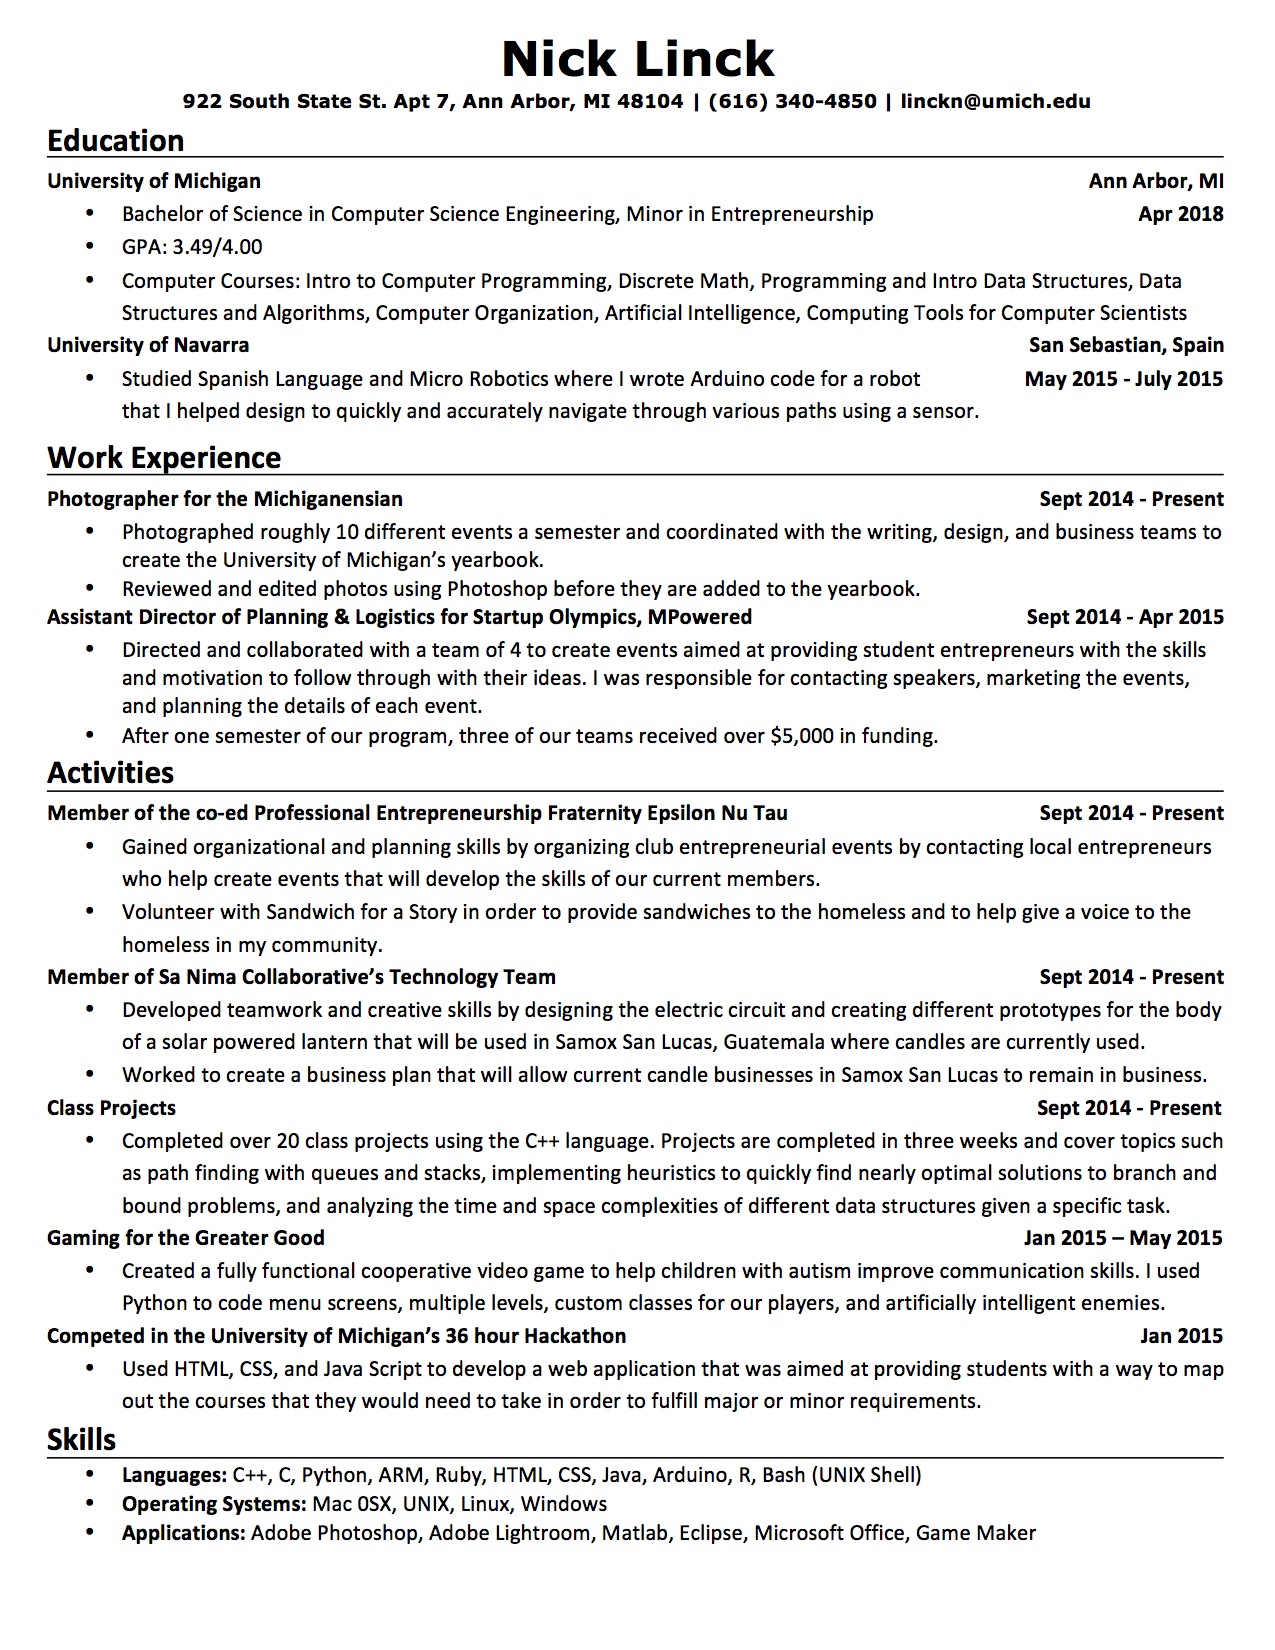 Nick Linck
922 South State St. Apt 7, Ann Arbor, MI 48104 | (616) 340-4850 | linckn@umich.edu
Education
University of Michigan Ann Arbor, MI
• Bachelor of Science in Computer Science Engineering, Minor in Entrepreneurship Apr 2018
• GPA: 3.49/4.00
• Computer Courses: Intro to Computer Programming, Discrete Math, Programming and Intro Data Structures, Data
Structures and Algorithms, Computer Organization, Artificial Intelligence, Computing Tools for Computer Scientists
University of Navarra San Sebastian, Spain
• Studied Spanish Language and Micro Robotics where I wrote Arduino code for a robot May 2015 - July 2015
that I helped design to quickly and accurately navigate through various paths using a sensor.
Work Experience
Photographer for the Michiganensian Sept 2014 - Present
• Photographed roughly 10 different events a semester and coordinated with the writing, design, and business teams to
create the University of Michigan’s yearbook.
• Reviewed and edited photos using Photoshop before they are added to the yearbook.
Assistant Director of Planning & Logistics for Startup Olympics, MPowered Sept 2014 - Apr 2015
• Directed and collaborated with a team of 4 to create events aimed at providing student entrepreneurs with the skills
and motivation to follow through with their ideas. I was responsible for contacting speakers, marketing the events,
and planning the details of each event.
• After one semester of our program, three of our teams received over $5,000 in funding.
Activities
Member of the co-ed Professional Entrepreneurship Fraternity Epsilon Nu Tau Sept 2014 - Present
• Gained organizational and planning skills by organizing club entrepreneurial events by contacting local entrepreneurs
who help create events that will develop the skills of our current members.
• Volunteer with Sandwich for a Story in order to provide sandwiches to the homeless and to help give a voice to the
homeless in my community.
Member of Sa Nima Collaborative’s Technology Team Sept 2014 - Present
• Developed teamwork and creative skills by designing the electric circuit and creating different prototypes for the body
of a solar powered lantern that will be used in Samox San Lucas, Guatemala where candles are currently used.
• Worked to create a business plan that will allow current candle businesses in Samox San Lucas to remain in business.
Class Projects Sept 2014 - Present
• Completed over 20 class projects using the C++ language. Projects are completed in three weeks and cover topics such
as path finding with queues and stacks, implementing heuristics to quickly find nearly optimal solutions to branch and
bound problems, and analyzing the time and space complexities of different data structures given a specific task.
Gaming for the Greater Good Jan 2015 – May 2015
• Created a fully functional cooperative video game to help children with autism improve communication skills. I used
Python to code menu screens, multiple levels, custom classes for our players, and artificially intelligent enemies.
Competed in the University of Michigan’s 36 hour Hackathon Jan 2015
• Used HTML, CSS, and Java Script to develop a web application that was aimed at providing students with a way to map
out the courses that they would need to take in order to fulfill major or minor requirements.
Skills
• Languages: C++, C, Python, ARM, Ruby, HTML, CSS, Java, Arduino, R, Bash (UNIX Shell)
• Operating Systems: Mac 0SX, UNIX, Linux, Windows
• Applications: Adobe Photoshop, Adobe Lightroom, Matlab, Eclipse, Microsoft Office, Game Maker